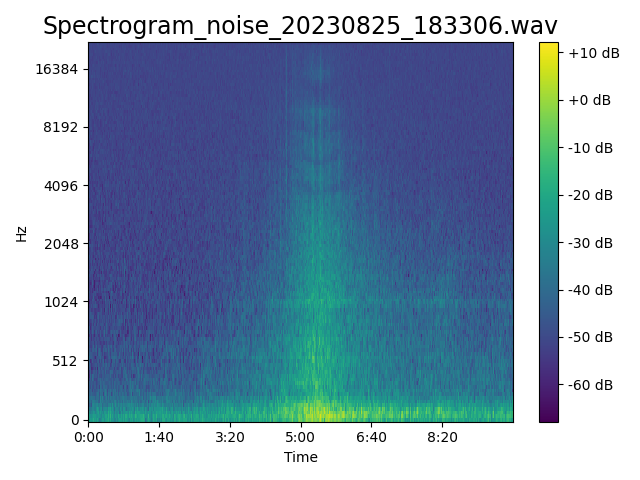 Spectrogram_noise_20230825_183306.wav
16384
8192
4096
2048
1024
512
0
Hz
0:00 1:40 3:20 5:00 6:40 8:20
Time
+10 dB
+0 dB
-10 dB
-20 dB
-30 dB
-40 dB
-50 dB
-60 dB